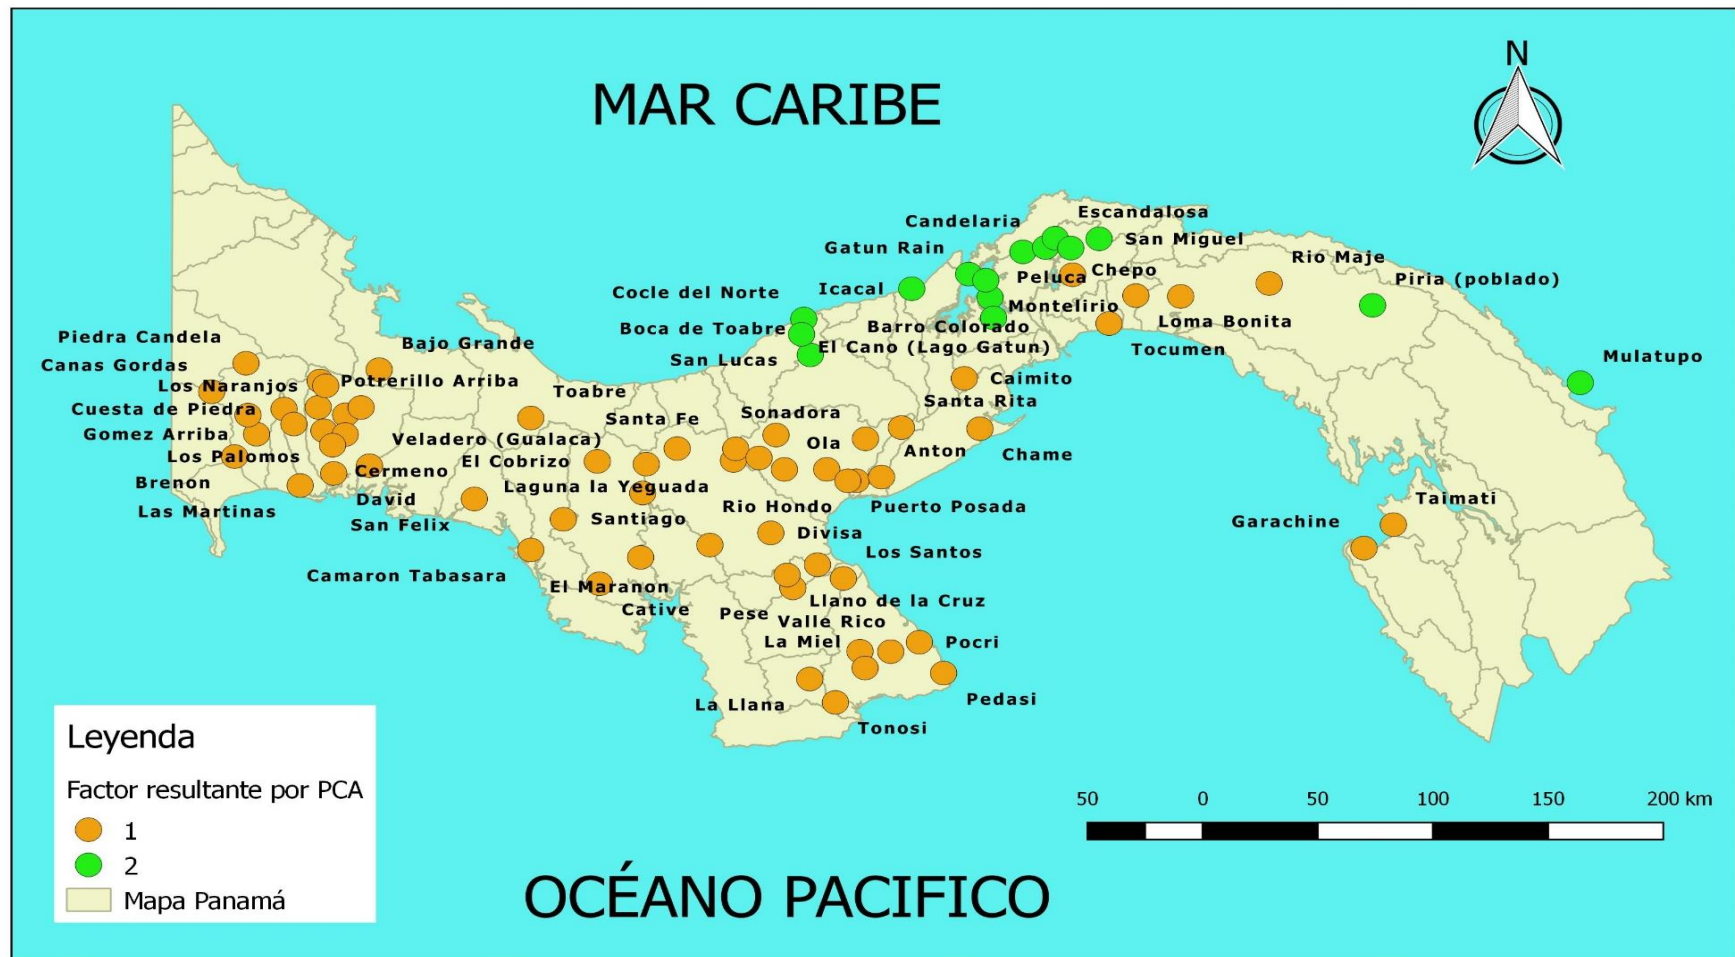 N
MAR CARIBE
Candelaria
Escandalosa
Gatun Rain
San Miguel
Rio Maje
Cocle del Norte
Icacal
Peluca
Chepo
Piria (poblado)
Montelirio
Boca de Toabre
Barro Colorado
Loma Bonita
Piedra Candela
Bajo Grande
San Lucas
El Cano (Lago Gatun)
Tocumen
Mulatupo
Canas Gordas
Los Naranjos
Potrerillo Arriba
Toabre
Caimito
Cuesta de Piedra
Santa Fe
Sonadora
Santa Rita
Gomez Arriba
Veladero (Gualaca)
Ola
Anton
Chame
Los Palomos
Cermeno
El Cobrizo
Brenon
David
Laguna la Yeguada
Rio Hondo
Puerto Posada
Taimati
Las Martinas
San Felix
Santiago
Divisa
Garachine
Los Santos
Camaron Tabasara
El Maranon
Cative
Pese
Llano de la Cruz
Valle Rico
La Miel
Pocri
La Llana
Pedasi
Tonosi
Leyenda
Factor resultante por PCA
1
2
Mapa Panamá
50 0 50 100 150 200 km
OCÉANO PACIFICO